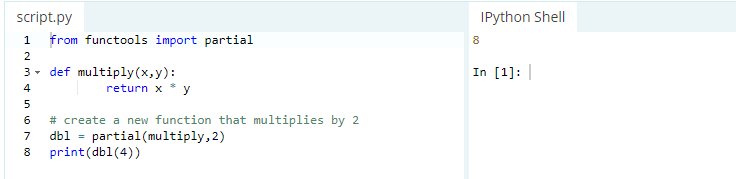 script.py
1 from functools import partial
2
3 def multiply(x,y):
4         return x * y
5
6 # create a new function that multiplies by 2
7 dbl = partial(multiply,2)
8 print(dbl(4))
IPython Shell
8
In [1]: